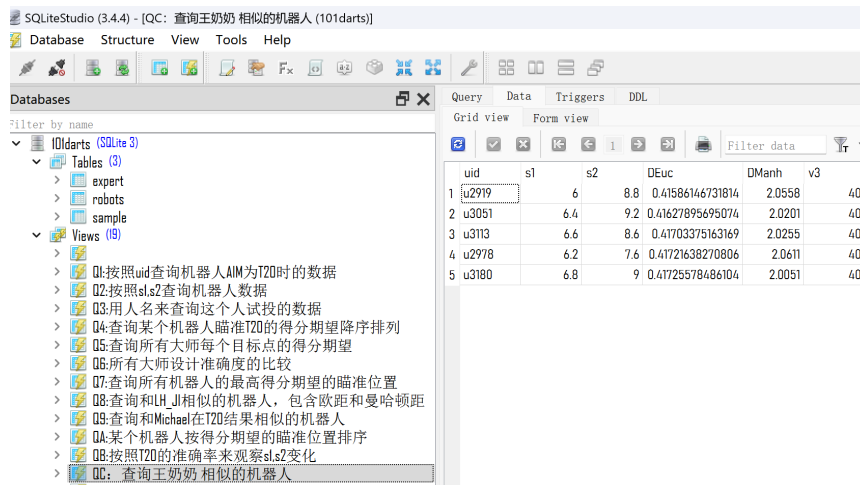 SQLiteStudio (3.4.4) - [QC：查询王奶奶 相似的机器人 (101darts)]
Database Structure View Tools Help
Databases
Filter by name
101darts (SQLite 3)
Tables (3)
expert
robots
sample
Views (19)
Q1:按照uid查询机器人AIM为T20时的数据
Q2:按照s1,s2查询机器人数据
Q3:用人名来查询这个人试投的数据
Q4:查询某个机器人瞄准T20的得分期望降序排列
Q5:查询所有大师每个目标点的得分期望
Q6:所有大师设计准确度的比较
Q7:查询所有机器人的最高得分期望的瞄准位置
Q8:查询和LH_JI相似的机器人，包含欧距和曼哈顿距
Q9:查询和Michael在T20结果相似的机器人
QA:某个机器人按得分期望的瞄准位置排序
QB:按照T20的准确率来观察s1,s2变化
QC：查询王奶奶 相似的机器人
Query Data Triggers DDL
Grid view Form view
1 Filter data
uid s1 s2 DEuc DManh v3
1 u2919 6 8.8 0.41586146731814 2.0558 40
2 u3051 6.4 9.2 0.41627895695074 2.0201 40
3 u3113 6.6 8.6 0.41703375163169 2.0255 40
4 u2978 6.2 7.6 0.41721638270806 2.0611 40
5 u3180 6.8 9 0.41725578486104 2.0051 40